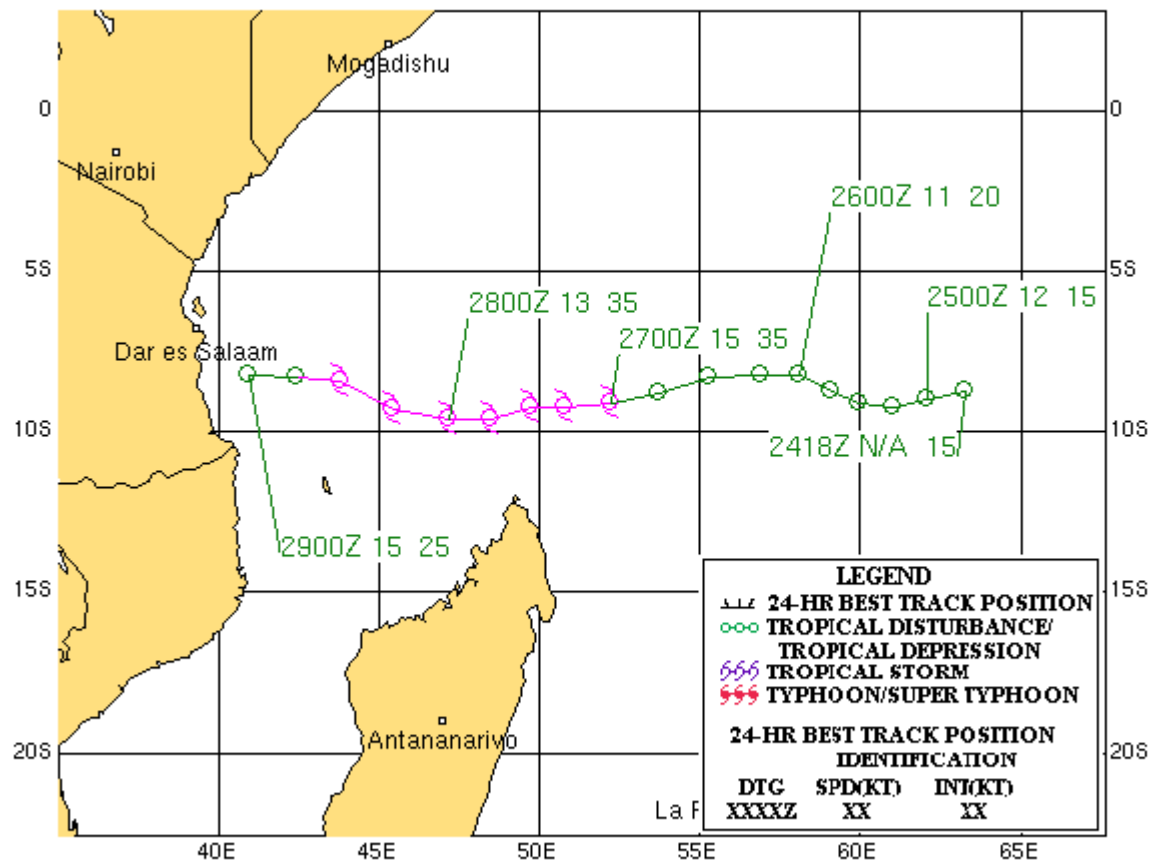 Mogadishu
0
0
Nairobi
2600Z 11 20
5S
5S
2800Z 13 35
2500Z 12 15
2700Z 15 35
Dar es Salaam
10S
10S
2418Z N/A 15
2900Z 15 25
15S
15S
LEGEND
24-HR BEST TRACK POSITION
TROPICAL DISTURBANCE/
TROPICAL DEPRESSION
TROPICAL STORM
TYPHOON/SUPER TYPHOON
24-HR BEST TRACK POSITION
IDENTIFICATION
DTG SPD(KT) INT(KT)
XXXXZ XX XX
Antananarivo
20S
20S
La
40E 45E 50E 55E 60E 65E